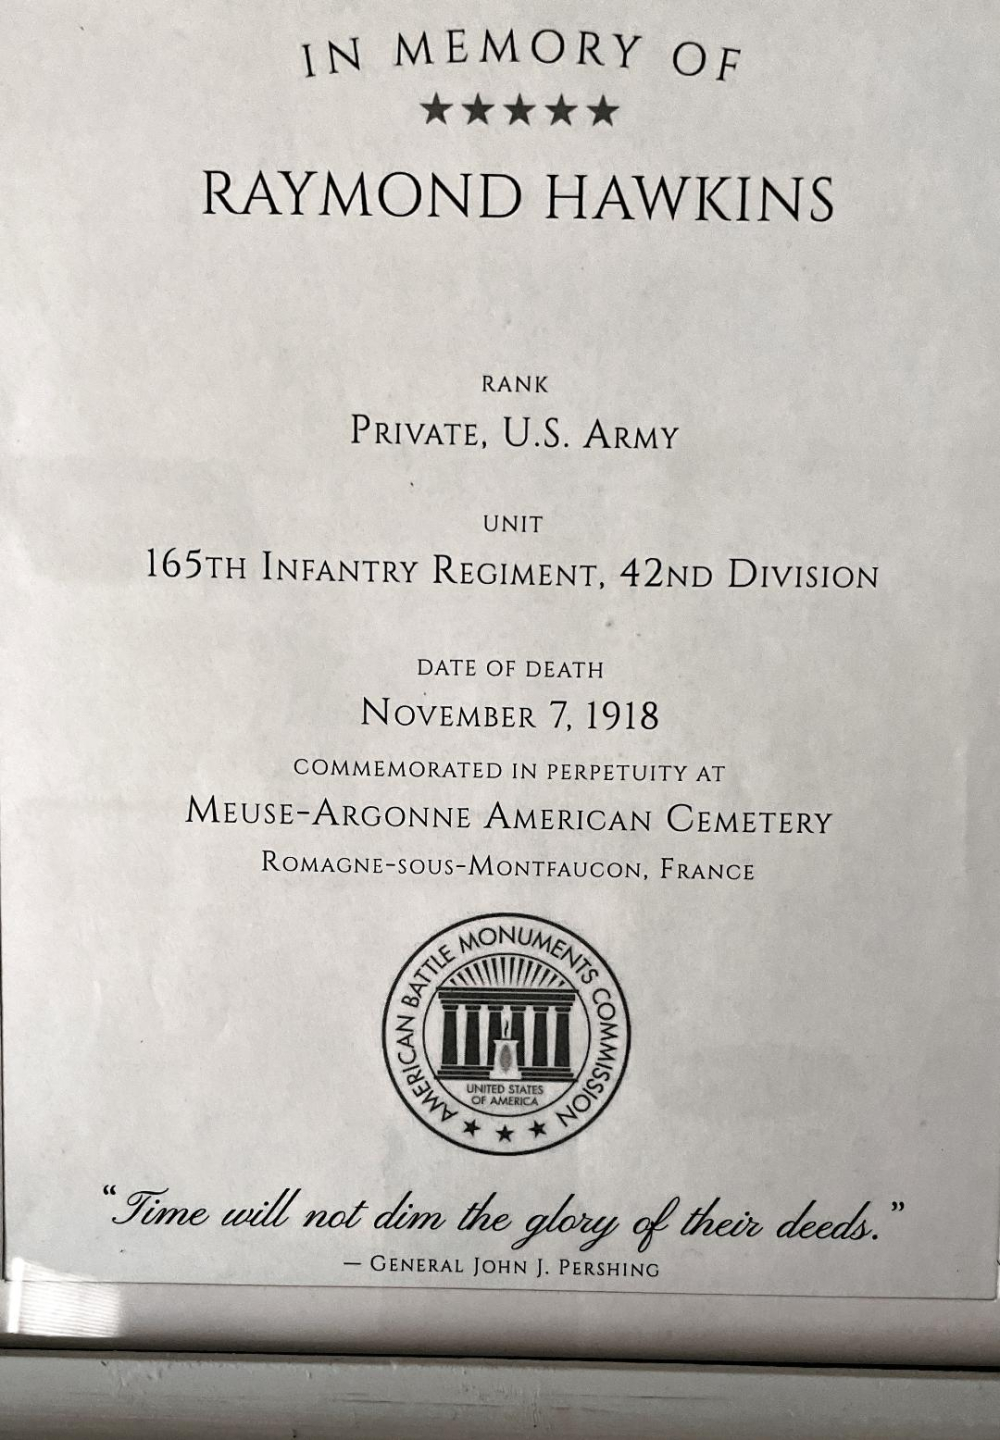 IN MEMORY OF
★★★★★
RAYMOND HAWKINS
RANK
PRIVATE, U.S. ARMY
UNIT
165TH INFANTRY REGIMENT, 42ND DIVISION
DATE OF DEATH
NOVEMBER 7, 1918
COMMEMORATED IN PERPETUITY AT
MEUSE-ARGONNE AMERICAN CEMETERY
ROMAGNE-SOUS-MONTFAUCON, FRANCE
AMERICAN BATTLE MONUMENTS COMMISSION
UNITED STATES
OF AMERICA
★ ★ ★
“Time will not dim the glory of their deeds.”
— GENERAL JOHN J. PERSHING